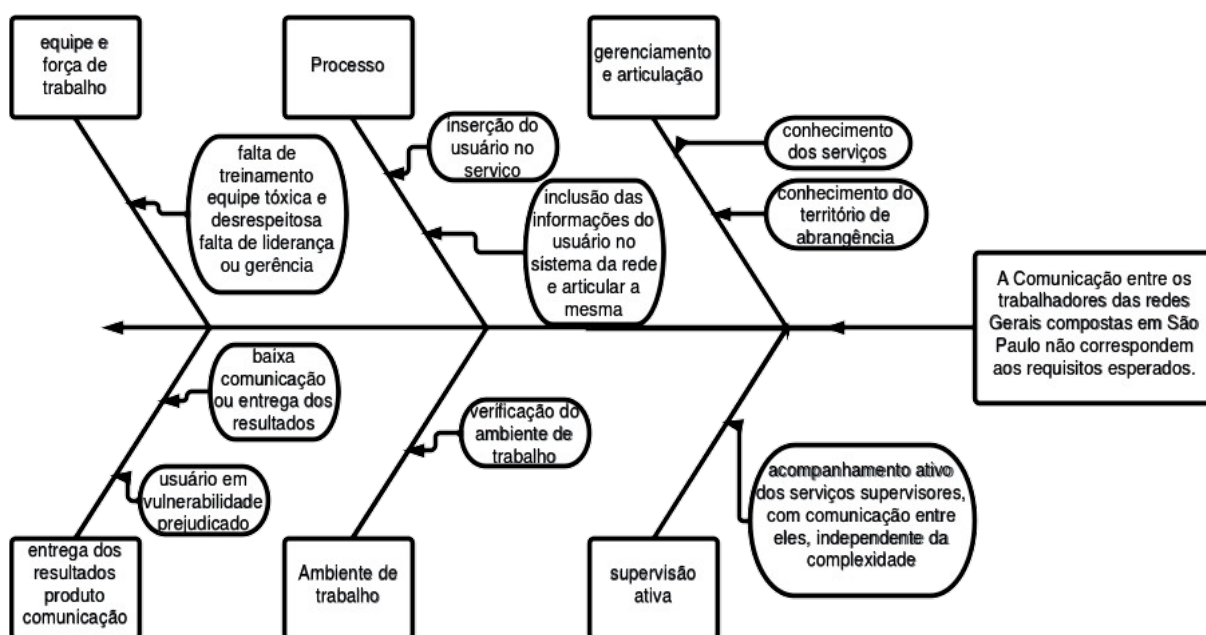 equipe e
força de
trabalho
Processo
gerenciamento
e articulação
falta de
treinamento
equipe tóxica e
desrespeitosa
falta de liderança
ou gerência
inserção do
usuário no
serviço
inclusão das
informações do
usuário no
sistema da rede
e articular a
mesma
conhecimento
dos serviços
conhecimento do
território de
abrangência
A Comunicação entre os
trabalhadores das redes
Gerais compostas em São
Paulo não correspondem
aos requisitos esperados.
baíxa
comunicação
ou entrega dos
resultados
usuário em
vulnerabilidade
prejudicado
verificação do
ambiente de
trabalho
acompanhamento ativo
dos serviços supervisores,
com comunicação entre
eles, independente da
complexidade
entrega dos
resultados
produto
comunicação
Ambiente de
trabalho
supervisão
ativa